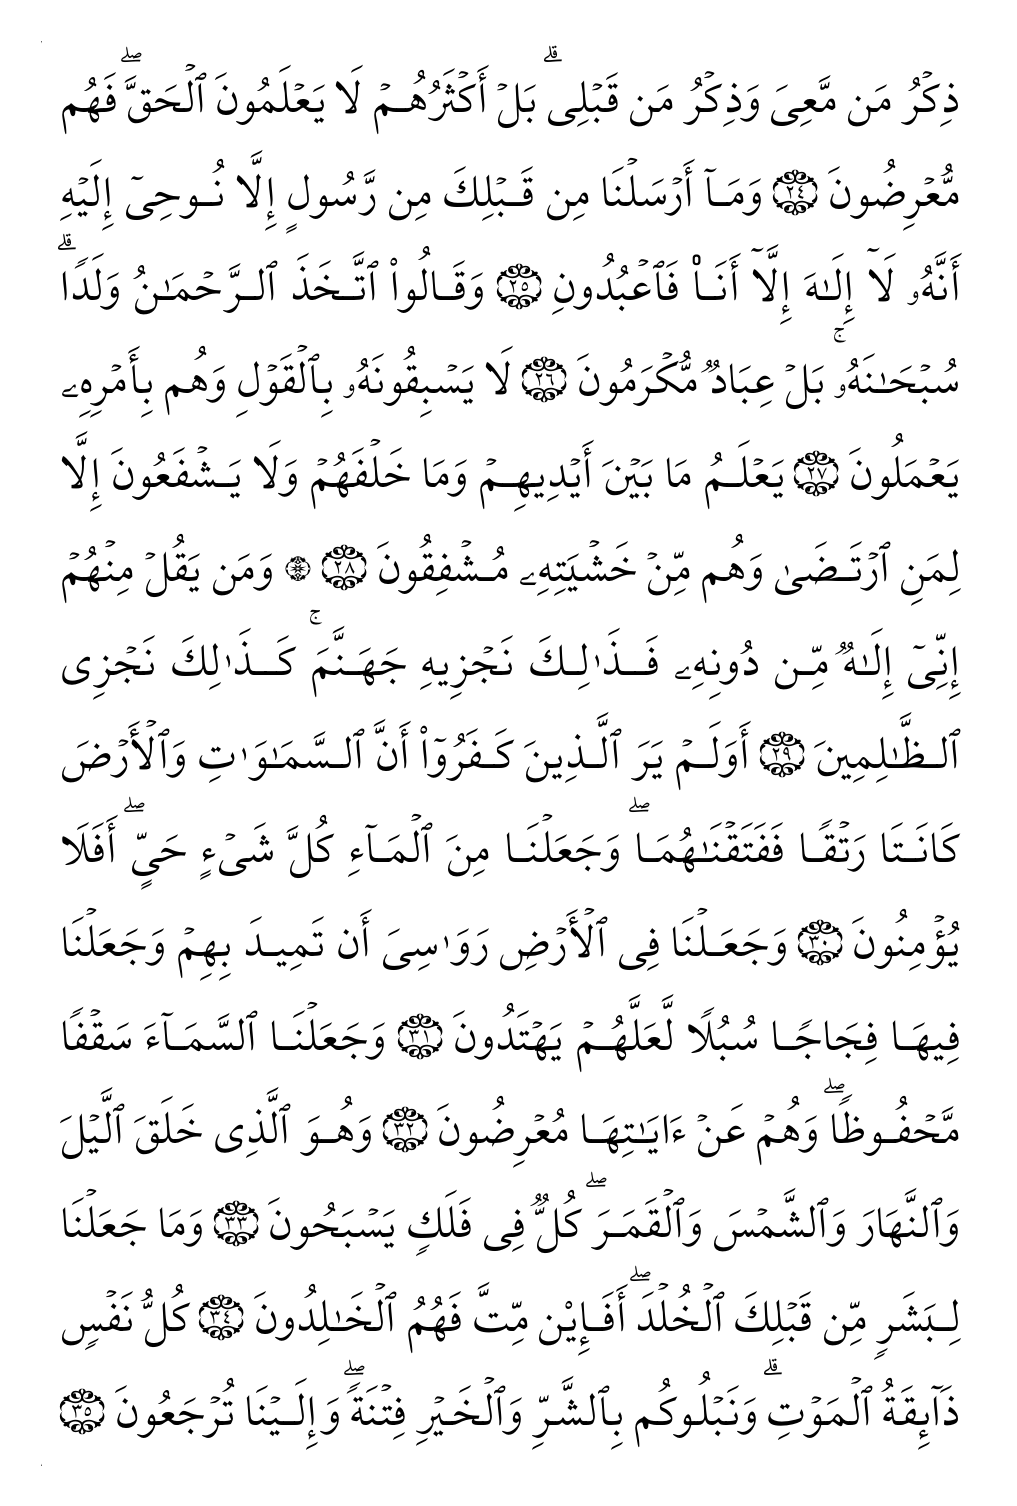 ذِكْرُ مَن مَّعِىَ وَذِكْرُ مَن قَبْلِى ۗ بَلْ أَكْثَرُهُمْ لَا يَعْلَمُونَ ٱلْحَقَّ ۖ فَهُم
مُّعْرِضُونَ ٢٤ وَمَآ أَرْسَلْنَا مِن قَبْلِكَ مِن رَّسُولٍ إِلَّا نُوحِىٓ إِلَيْهِ
أَنَّهُۥ لَآ إِلَـٰهَ إِلَّآ أَنَا۠ فَٱعْبُدُونِ ٢٥ وَقَالُوا۟ ٱتَّخَذَ ٱلرَّحْمَـٰنُ وَلَدًا ۗ
سُبْحَـٰنَهُۥ ۚ بَلْ عِبَادٌ مُّكْرَمُونَ ٢٦ لَا يَسْبِقُونَهُۥ بِٱلْقَوْلِ وَهُم بِأَمْرِهِۦ
يَعْمَلُونَ ٢٧ يَعْلَمُ مَا بَيْنَ أَيْدِيهِمْ وَمَا خَلْفَهُمْ وَلَا يَشْفَعُونَ إِلَّا
لِمَنِ ٱرْتَضَىٰ وَهُم مِّنْ خَشْيَتِهِۦ مُشْفِقُونَ ٢٨ ۞ وَمَن يَقُلْ مِنْهُمْ
إِنِّىٓ إِلَـٰهٌ مِّن دُونِهِۦ فَذَٰلِكَ نَجْزِيهِ جَهَنَّمَ ۚ كَذَٰلِكَ نَجْزِى
ٱلظَّـٰلِمِينَ ٢٩ أَوَلَمْ يَرَ ٱلَّذِينَ كَفَرُوٓا۟ أَنَّ ٱلسَّمَـٰوَٰتِ وَٱلْأَرْضَ
كَانَتَا رَتْقًا فَفَتَقْنَـٰهُمَا ۖ وَجَعَلْنَا مِنَ ٱلْمَآءِ كُلَّ شَىْءٍ حَىٍّ ۖ أَفَلَا
يُؤْمِنُونَ ٣٠ وَجَعَلْنَا فِى ٱلْأَرْضِ رَوَٰسِىَ أَن تَمِيدَ بِهِمْ وَجَعَلْنَا
فِيهَا فِجَاجًا سُبُلًا لَّعَلَّهُمْ يَهْتَدُونَ ٣١ وَجَعَلْنَا ٱلسَّمَآءَ سَقْفًا
مَّحْفُوظًا ۖ وَهُمْ عَنْ ءَايَـٰتِهَا مُعْرِضُونَ ٣٢ وَهُوَ ٱلَّذِى خَلَقَ ٱلَّيْلَ
وَٱلنَّهَارَ وَٱلشَّمْسَ وَٱلْقَمَرَ ۖ كُلٌّ فِى فَلَكٍ يَسْبَحُونَ ٣٣ وَمَا جَعَلْنَا
لِبَشَرٍ مِّن قَبْلِكَ ٱلْخُلْدَ ۖ أَفَإِي۟ن مِّتَّ فَهُمُ ٱلْخَـٰلِدُونَ ٣٤ كُلُّ نَفْسٍ
ذَآئِقَةُ ٱلْمَوْتِ ۗ وَنَبْلُوكُم بِٱلشَّرِّ وَٱلْخَيْرِ فِتْنَةً ۖ وَإِلَيْنَا تُرْجَعُونَ ٣٥